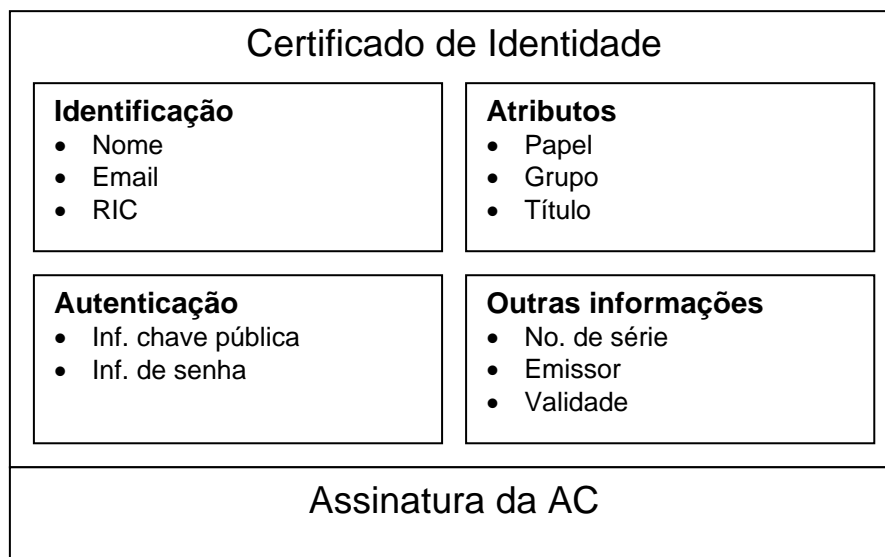 Certificado de Identidade
Identificação
• Nome
• Email
• RIC
Atributos
• Papel
• Grupo
• Título
Autenticação
• Inf. chave pública
• Inf. de senha
Outras informações
• No. de série
• Emissor
• Validade
Assinatura da AC